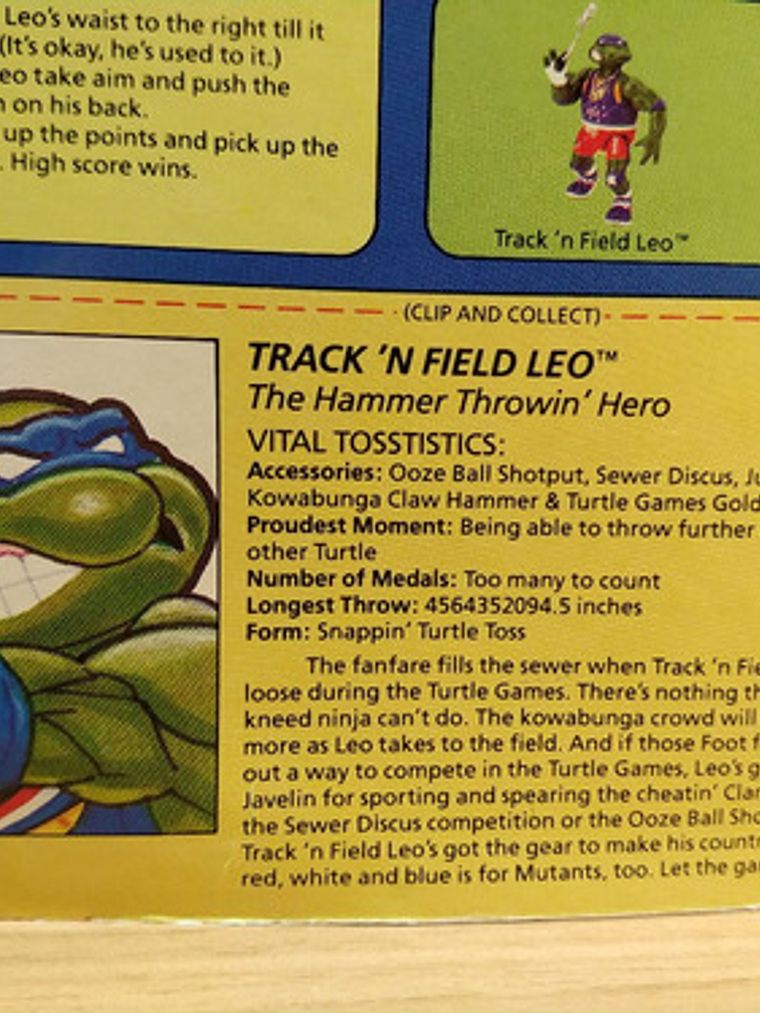 Leo's waist to the right till it
(It's okay, he's used to it.)
take aim and push the
on his back.
up the points and pick up the
. High score wins.
Track 'n Field Leo™
(CLIP AND COLLECT)
TRACK 'N FIELD LEO™
The Hammer Throwin' Hero
VITAL TOSSTISTICS:
Accessories: Ooze Ball Shotput, Sewer Discus,
Kowabunga Claw Hammer & Turtle Games Gold
Proudest Moment: Being able to throw further
other Turtle
Number of Medals: Too many to count
Longest Throw: 4564352094.5 inches
Form: Snappin' Turtle Toss
The fanfare fills the sewer when Track 'n
loose during the Turtle Games. There's nothing
kneed ninja can't do. The kowabunga crowd will
more as Leo takes to the field. And if those Foot
out a way to compete in the Turtle Games, Leo's
Javelin for sporting and spearing the cheatin'
the Sewer Discus competition or the Ooze Ball
Track 'n Field Leo's got the gear to make his
red, white and blue is for Mutants, too. Let the